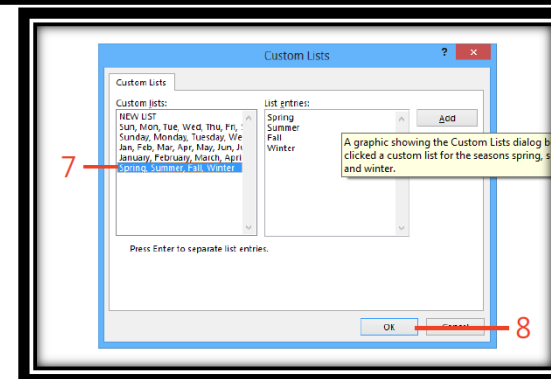 Custom Lists
?
Custom Lists
Custom lists:
List entries:
NEW LIST
Sun, Mon, Tue, Wed, Thu, Fri,
Sunday, Monday, Tuesday, We
Jan, Feb, Mar, Apr, May, Jun,
January, February, March, Apri
Spring, Summer, Fall, Winter
Spring
Summer
Fall
Winter
Add
A graphic showing the Custom Lists dialog b
clicked a custom list for the seasons spring, s
and winter.
7
Press Enter to separate list entries.
OK
Cancel
8